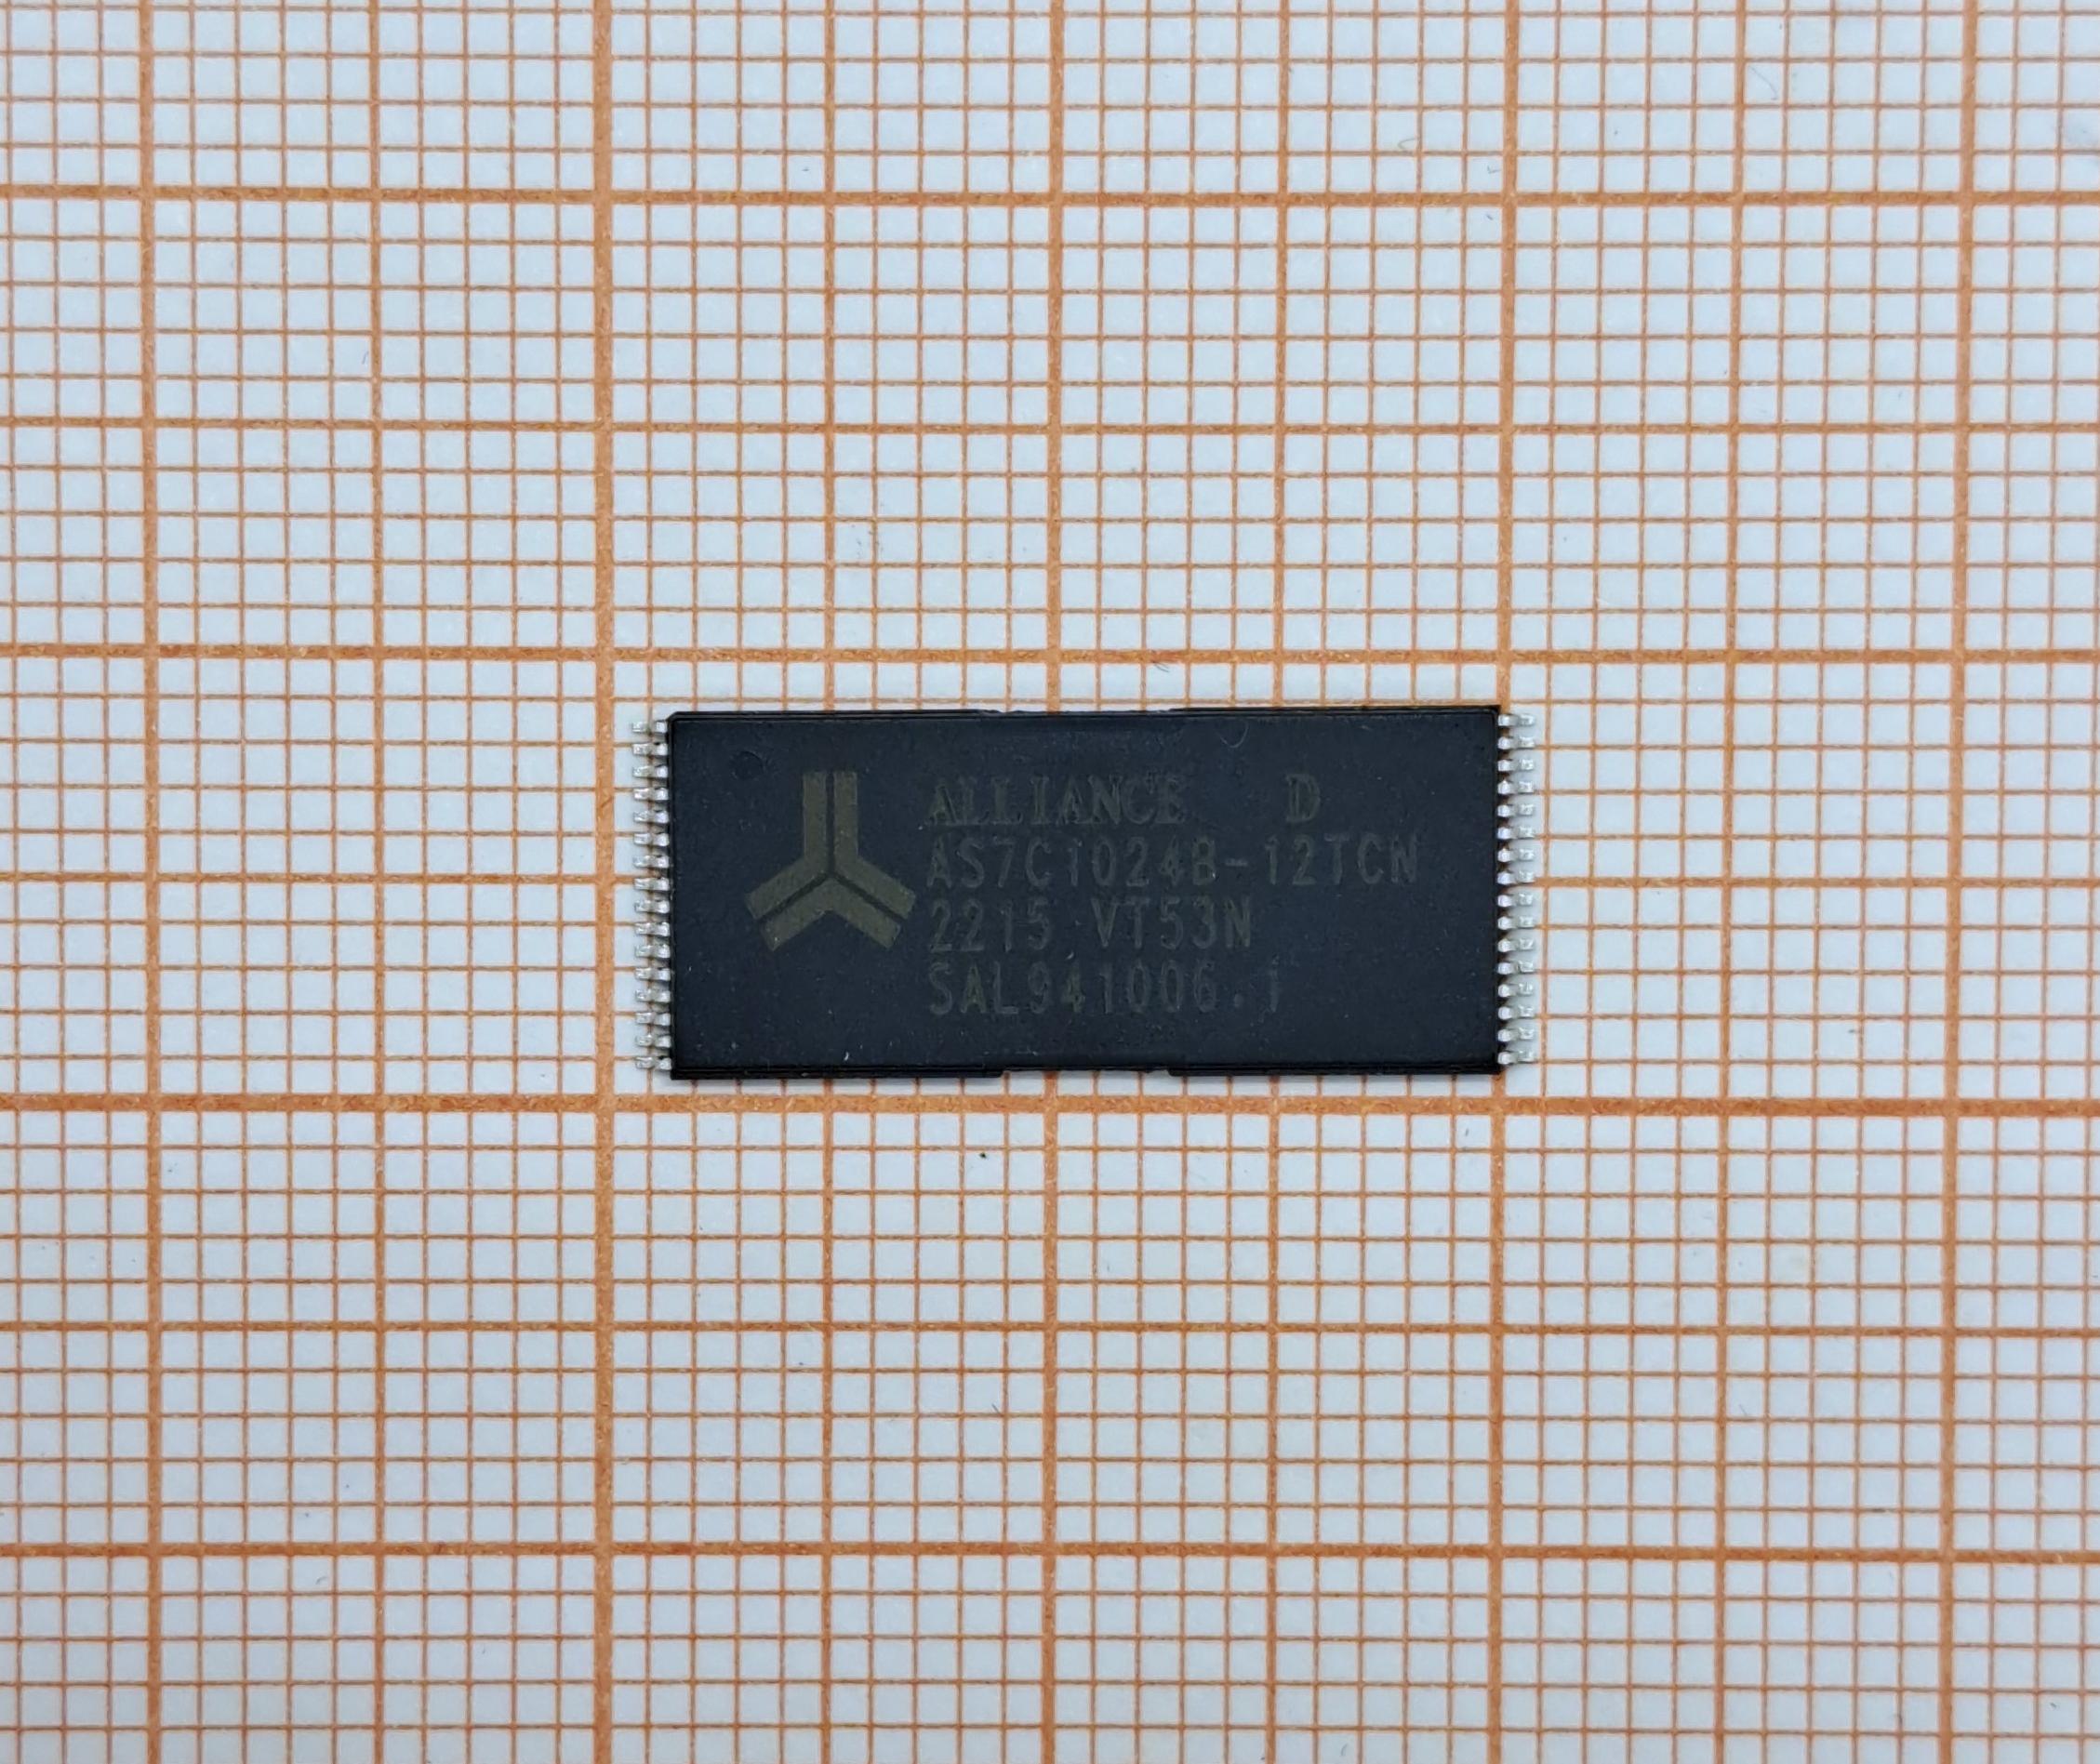 ALLIANCE D
AS7C1024B-12TCN
2215 VT53N
SAL941006.1